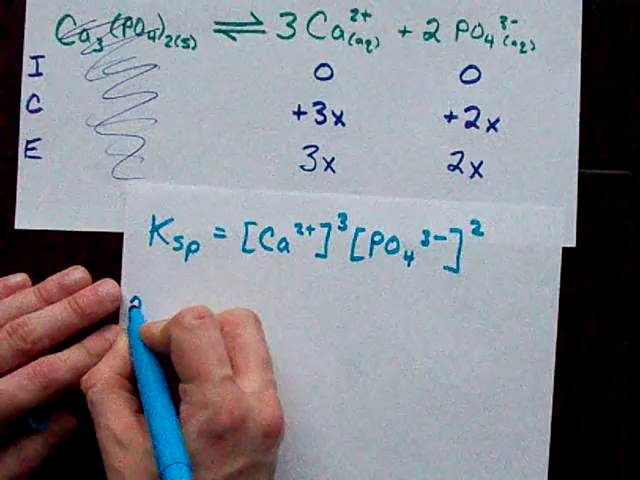 Ca₃(PO₄)₂(s) ⇌ 3 Ca²⁺(aq) + 2 PO₄³⁻(aq)
I 0 0
C +3x +2x
E 3x 2x
Ksp = [Ca²⁺]³[PO₄³⁻]²